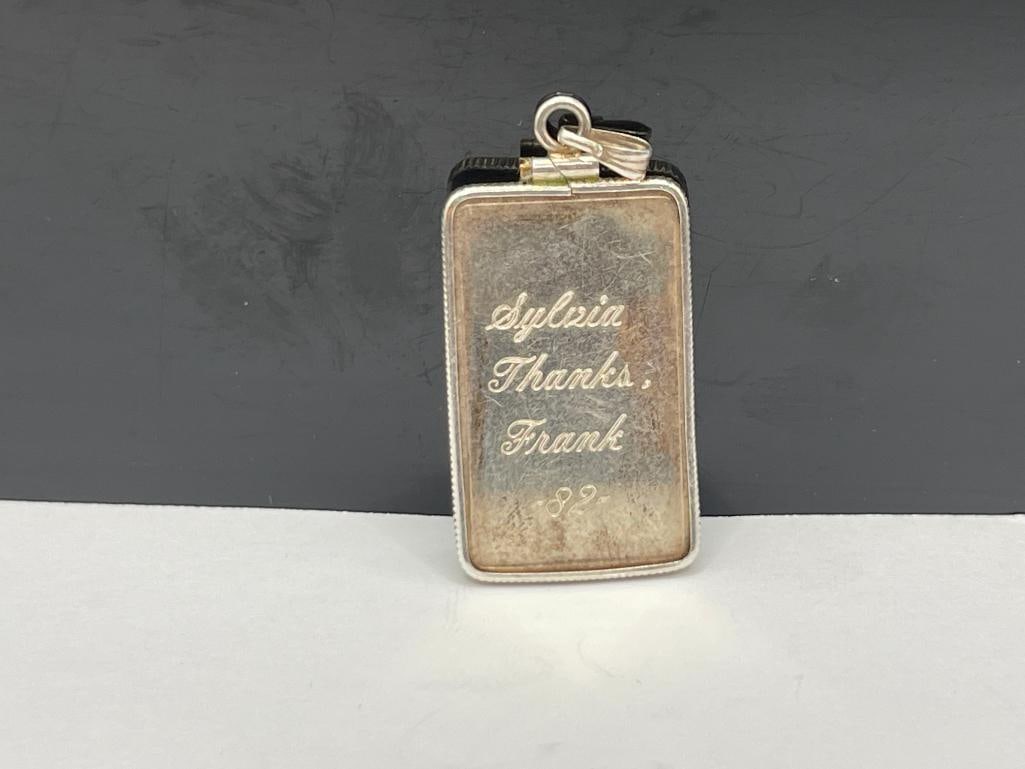 Sylvia
Thanks,
Frank
-82-